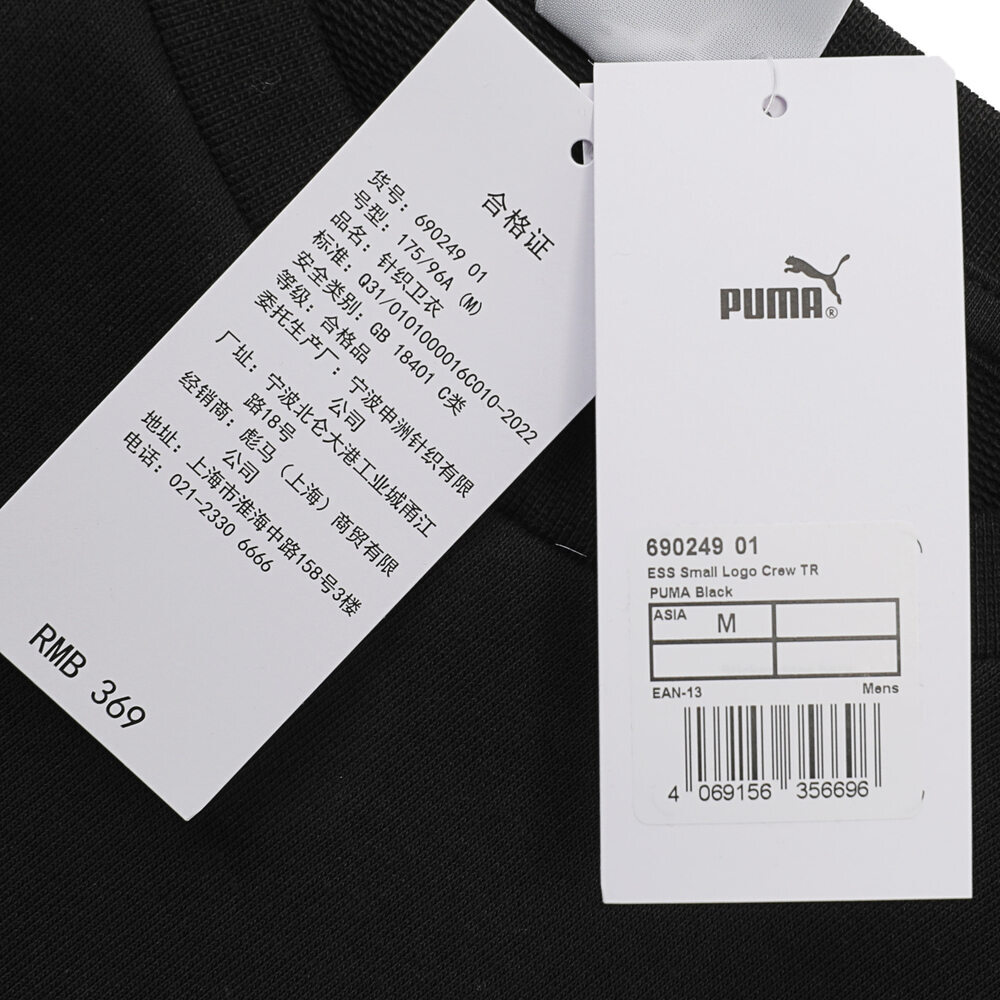 合格证
货号: 690249 01
号型: 175/96A (M)
品名: 针织卫衣
标准: Q31/0101000016C010-2022
安全类别: GB 18401 C类
等级: 合格品
委托生产厂: 宁波申洲针织有限
公司
厂址: 宁波北仑大港工业城甬江
路18号
经销商: 彪马（上海）商贸有限
公司
地址: 上海市淮海中路158号3楼
电话: 021-2330 6666
RMB 369
PUMA®
690249 01
ESS Small Logo Crew TR
PUMA Black
ASIA M
EAN-13 Mens
4 069156 356696